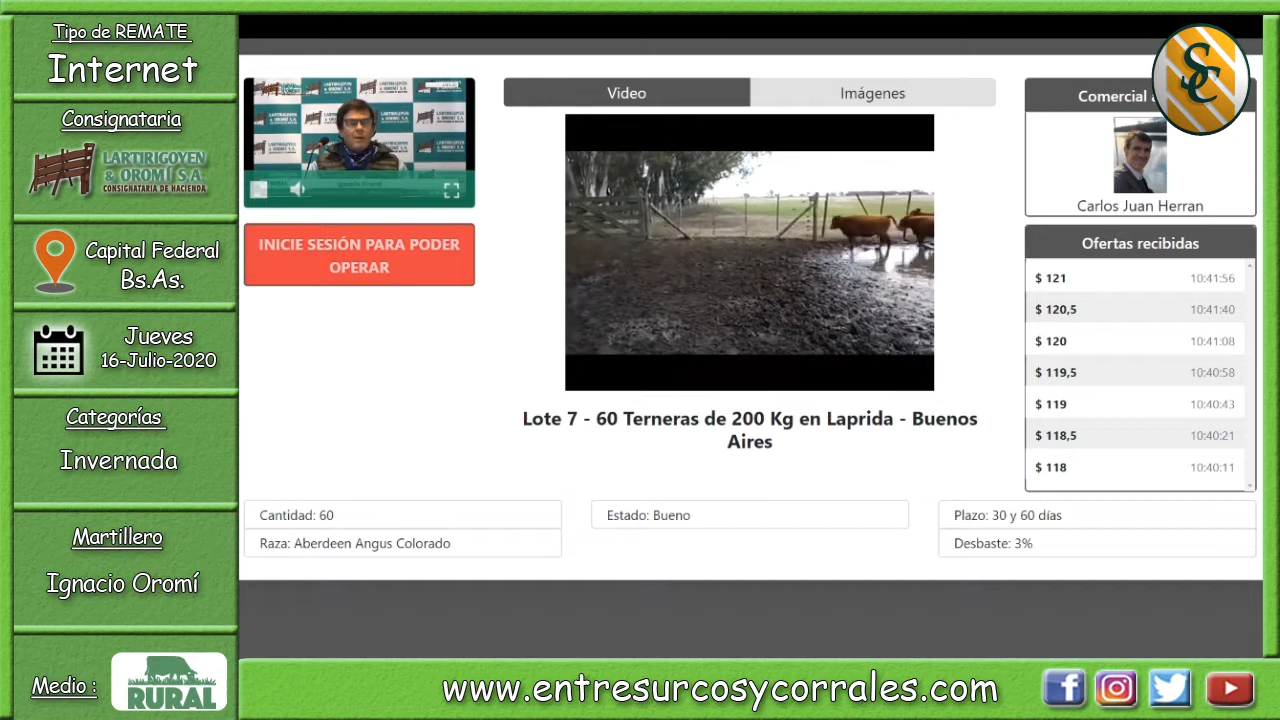 Tipo de REMATE
Internet
Consignataria
LARTIRIGOYEN
& OROMÍ S.A.
CONSIGNATARIA DE HACIENDA
Capital Federal
Bs.As.
Jueves
16-Julio-2020
Categorías
Invernada
Martillero
Ignacio Oromí
Medio :
RURAL
INICIE SESIÓN PARA PODER
OPERAR
Video
Imágenes
Lote 7 - 60 Terneras de 200 Kg en Laprida - Buenos
Aires
SC
Comercial
Carlos Juan Herran
Ofertas recibidas
$ 121 10:41:56
$ 120,5 10:41:40
$ 120 10:41:08
$ 119,5 10:40:58
$ 119 10:40:43
$ 118,5 10:40:21
$ 118 10:40:11
Cantidad: 60
Raza: Aberdeen Angus Colorado
Estado: Bueno
Plazo: 30 y 60 días
Desbaste: 3%
www.entresurcosycorrales.com